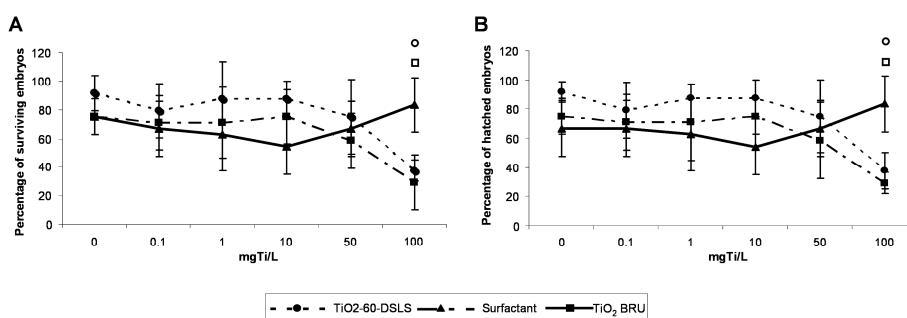 A
Percentage of surviving embryos
120
100
80
60
40
20
0
0 0.1 1 10 50 100
mgTi/L
B
Percentage of hatched embryos
120
100
80
60
40
20
0
0 0.1 1 10 50 100
mgTi/L
TiO2-60-DSLS Surfactant TiO₂ BRU